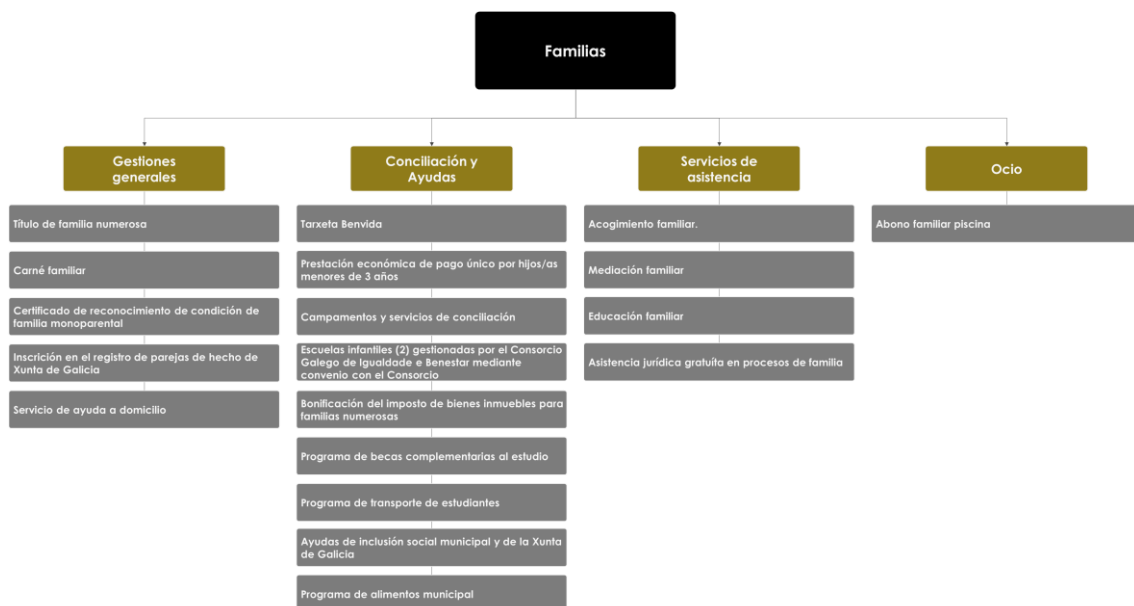 Familias
Gestiones
generales
Título de familia numerosa
Carné familiar
Certificado de reconocimiento de condición de
familia monoparental
Inscrición en el registro de parejas de hecho de
Xunta de Galicia
Servicio de ayuda a domicilio
Conciliación y
Ayudas
Tarxeta Benvida
Prestación económica de pago único por hijos/as
menores de 3 años
Campamentos y servicios de conciliación
Escuelas infantiles (2) gestionadas por el Consorcio
Galego de Igualdade e Benestar mediante
convenio con el Consorcio
Bonificación del imposto de bienes inmuebles para
familias numerosas
Programa de becas complementarias al estudio
Programa de transporte de estudiantes
Ayudas de inclusión social municipal y de la Xunta
de Galicia
Programa de alimentos municipal
Servicios de
asistencia
Acogimiento familiar.
Mediación familiar
Educación familiar
Asistencia jurídica gratuíta en procesos de familia
Ocio
Abono familiar piscina